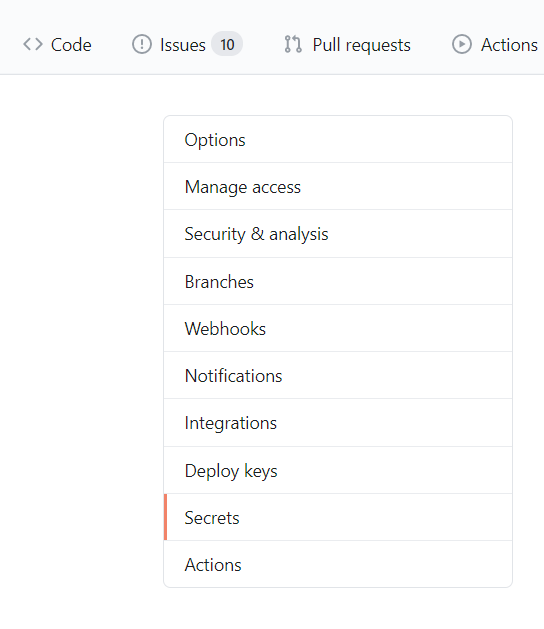 Code Issues 10 Pull requests Actions
Options
Manage access
Security & analysis
Branches
Webhooks
Notifications
Integrations
Deploy keys
Secrets
Actions